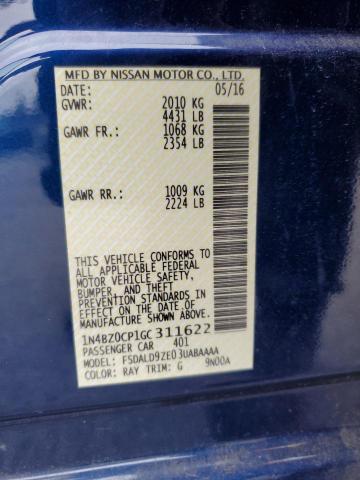 MFD BY NISSAN MOTOR CO., LTD.
DATE: 05/16
GVWR: 2010 KG
4431 LB
GAWR FR.: 1068 KG
2354 LB
GAWR RR.: 1009 KG
2224 LB
THIS VEHICLE CONFORMS TO
ALL APPLICABLE FEDERAL
MOTOR VEHICLE SAFETY,
BUMPER, AND THEFT
PREVENTION STANDARDS IN
EFFECT ON THE DATE OF
MANUFACTURE SHOWN ABOVE.
1N4BZ0CP1GC311622
PASSENGER CAR 401
MODEL: FSDALD9ZE03UABAAAA
COLOR: RAY TRIM: G 9N00A